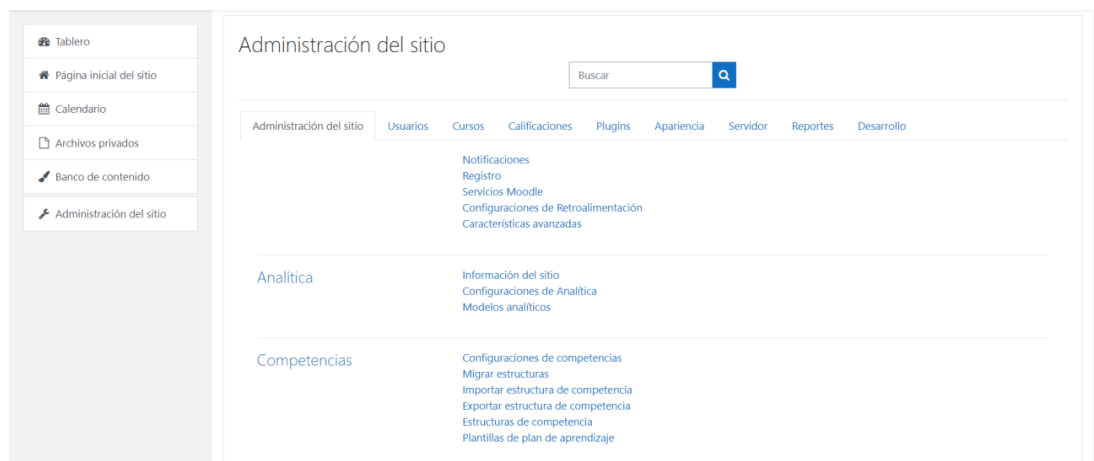 Tablero
Página inicial del sitio
Calendario
Archivos privados
Banco de contenido
Administración del sitio
Administración del sitio
Buscar
Administración del sitio Usuarios Cursos Calificaciones Plugins Apariencia Servidor Reportes Desarrollo
Notificaciones
Registro
Servicios Moodle
Configuraciones de Retroalimentación
Características avanzadas
Analítica
Información del sitio
Configuraciones de Analítica
Modelos analíticos
Competencias
Configuraciones de competencias
Migrar estructuras
Importar estructura de competencia
Exportar estructura de competencia
Estructuras de competencia
Plantillas de plan de aprendizaje